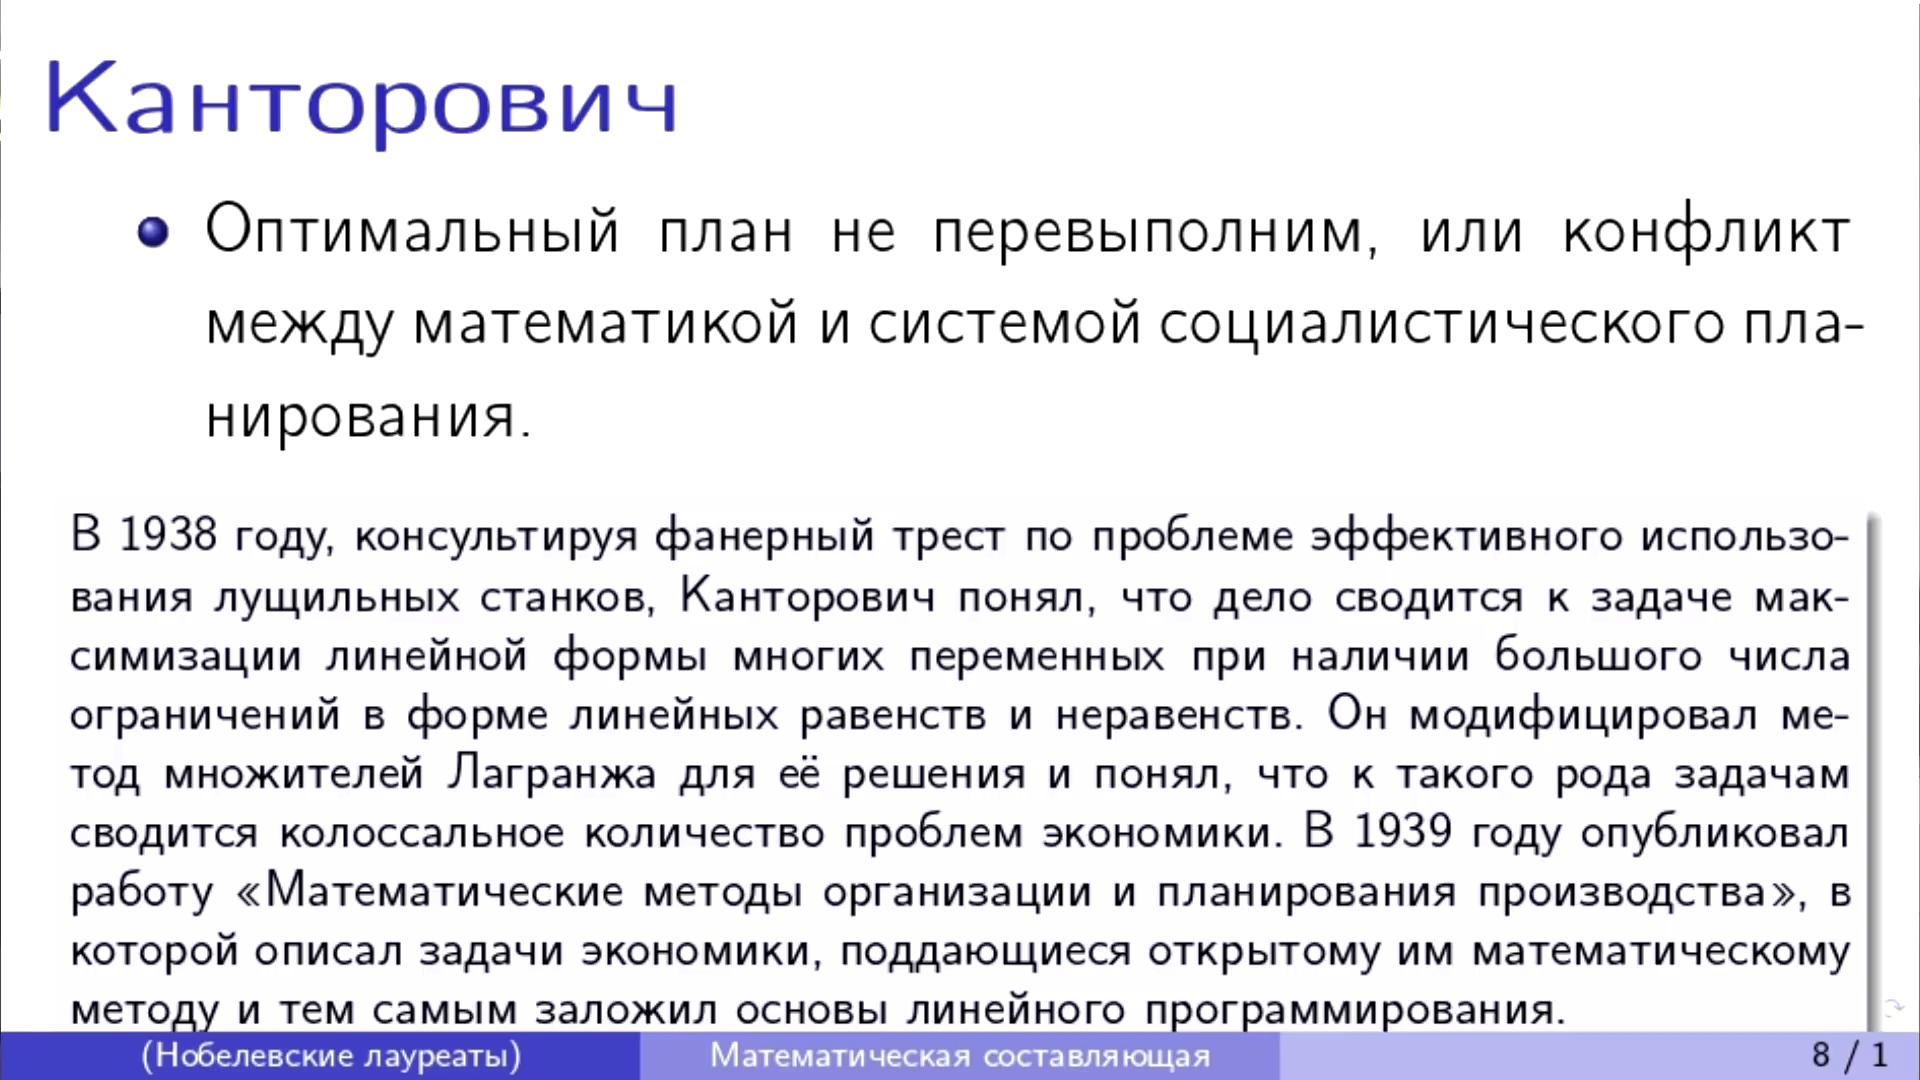 Канторович
Оптимальный план не перевыполним, или конфликт
между математикой и системой социалистического пла-
нирования.
В 1938 году, консультируя фанерный трест по проблеме эффективного использо-
вания лущильных станков, Канторович понял, что дело сводится к задаче мак-
симизации линейной формы многих переменных при наличии большого числа
ограничений в форме линейных равенств и неравенств. Он модифицировал ме-
тод множителей Лагранжа для её решения и понял, что к такого рода задачам
сводится колоссальное количество проблем экономики. В 1939 году опубликовал
работу «Математические методы организации и планирования производства», в
которой описал задачи экономики, поддающиеся открытому им математическому
методу и тем самым заложил основы линейного программирования.
(Нобелевские лауреаты) Математическая составляющая 8 / 1